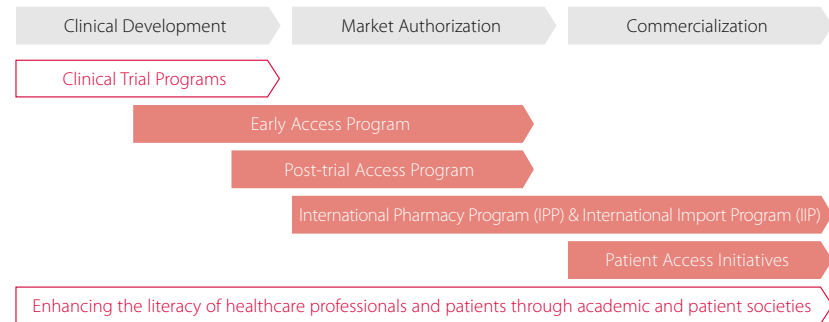 Clinical Development
Market Authorization
Commercialization
Clinical Trial Programs
Early Access Program
Post-trial Access Program
International Pharmacy Program (IPP) & International Import Program (IIP)
Patient Access Initiatives
Enhancing the literacy of healthcare professionals and patients through academic and patient societies